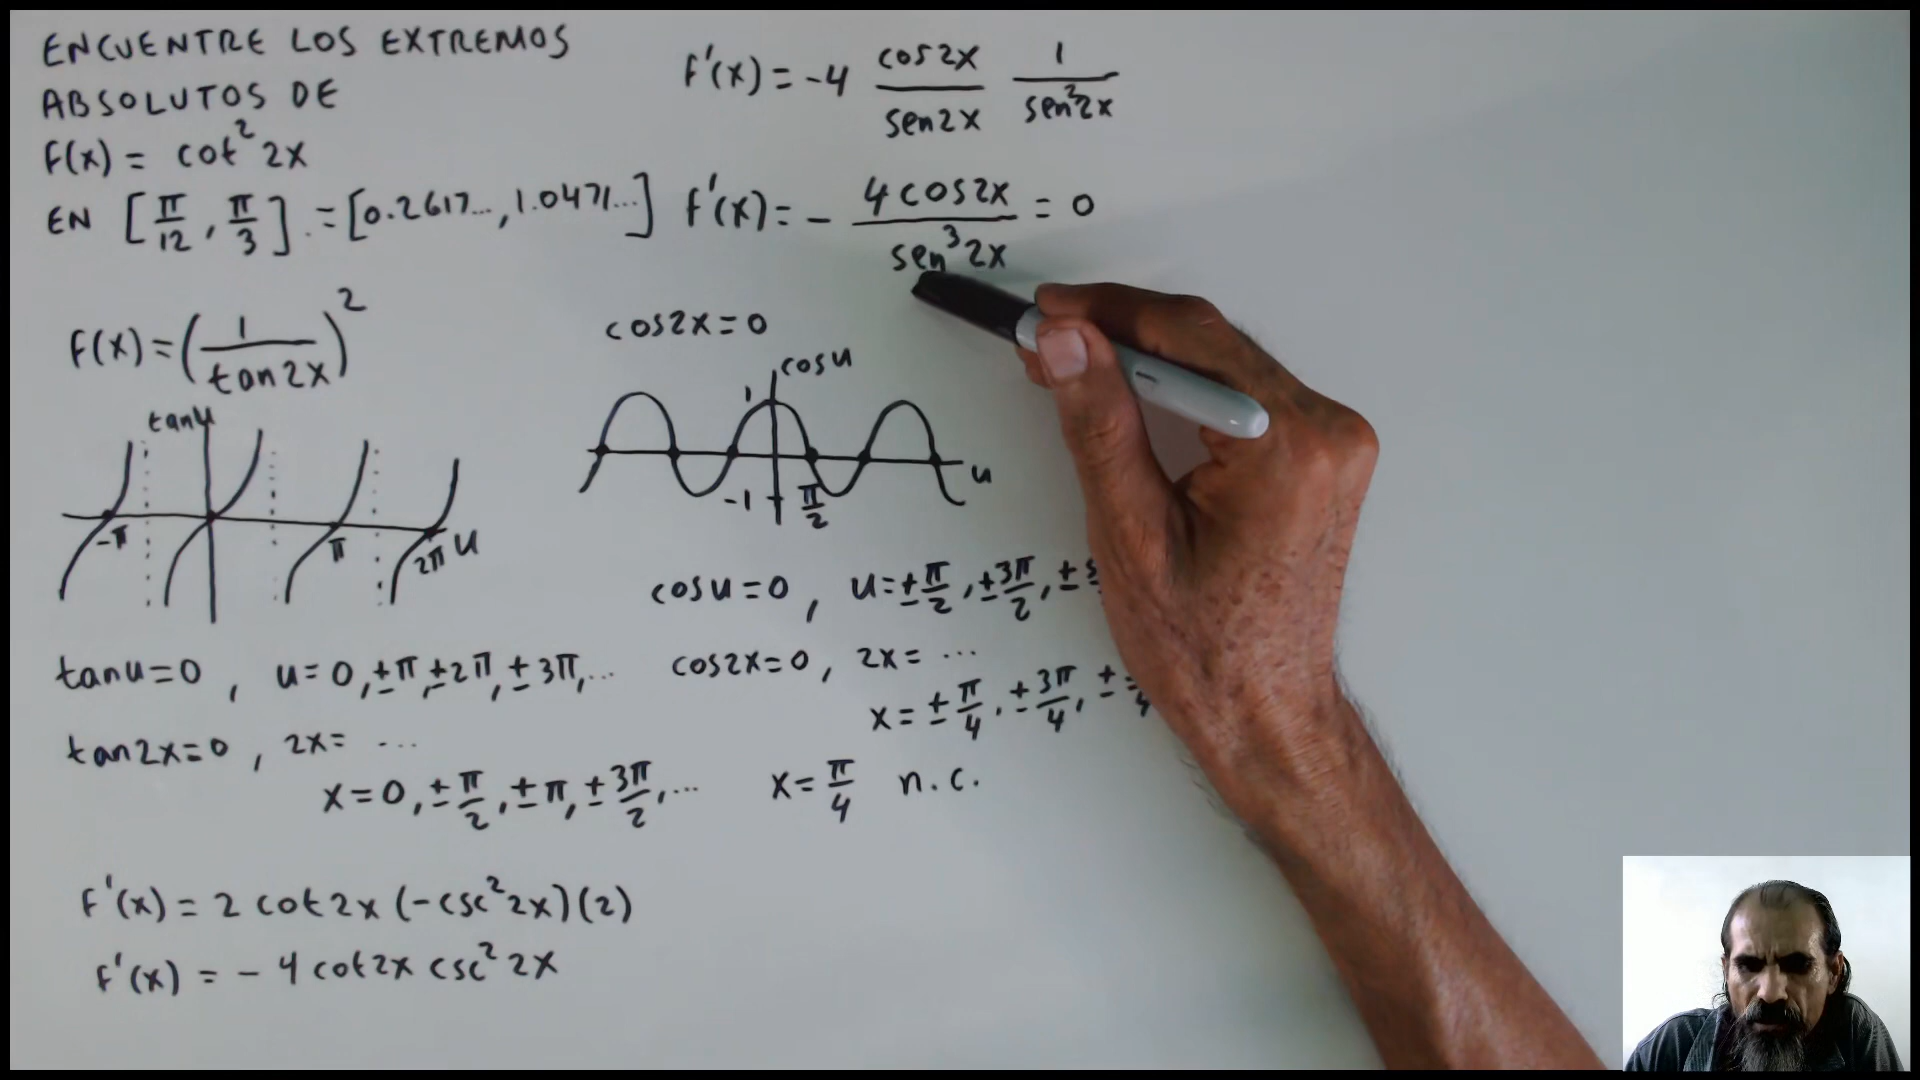 ENCUENTRE LOS EXTREMOS
ABSOLUTOS DE
F(x) = cot² 2x
EN [π/12, π/3] = [0.2617..., 1.0471...]
F(x) = (1/tan2x)²
tanu
-π π 2π u
tanu=0, u=0,±π,±2π,±3π,...
tan2x=0, 2x= ...
x=0,±π/2,±π,±3π/2,...
F'(x) = 2 cot2x (-csc²2x)(2)
F'(x) = -4 cot2x csc²2x
F'(x) = -4 cos2x/sen2x 1/sen²2x
F'(x) = - 4cos2x/sen³2x = 0
cos2x=0
cosu
1
-1 π/2 u
cosu=0, u=±π/2,±3π/2,±
cos2x=0, 2x= ...
x=±π/4,±3π/4,±
x=π/4 n.c.